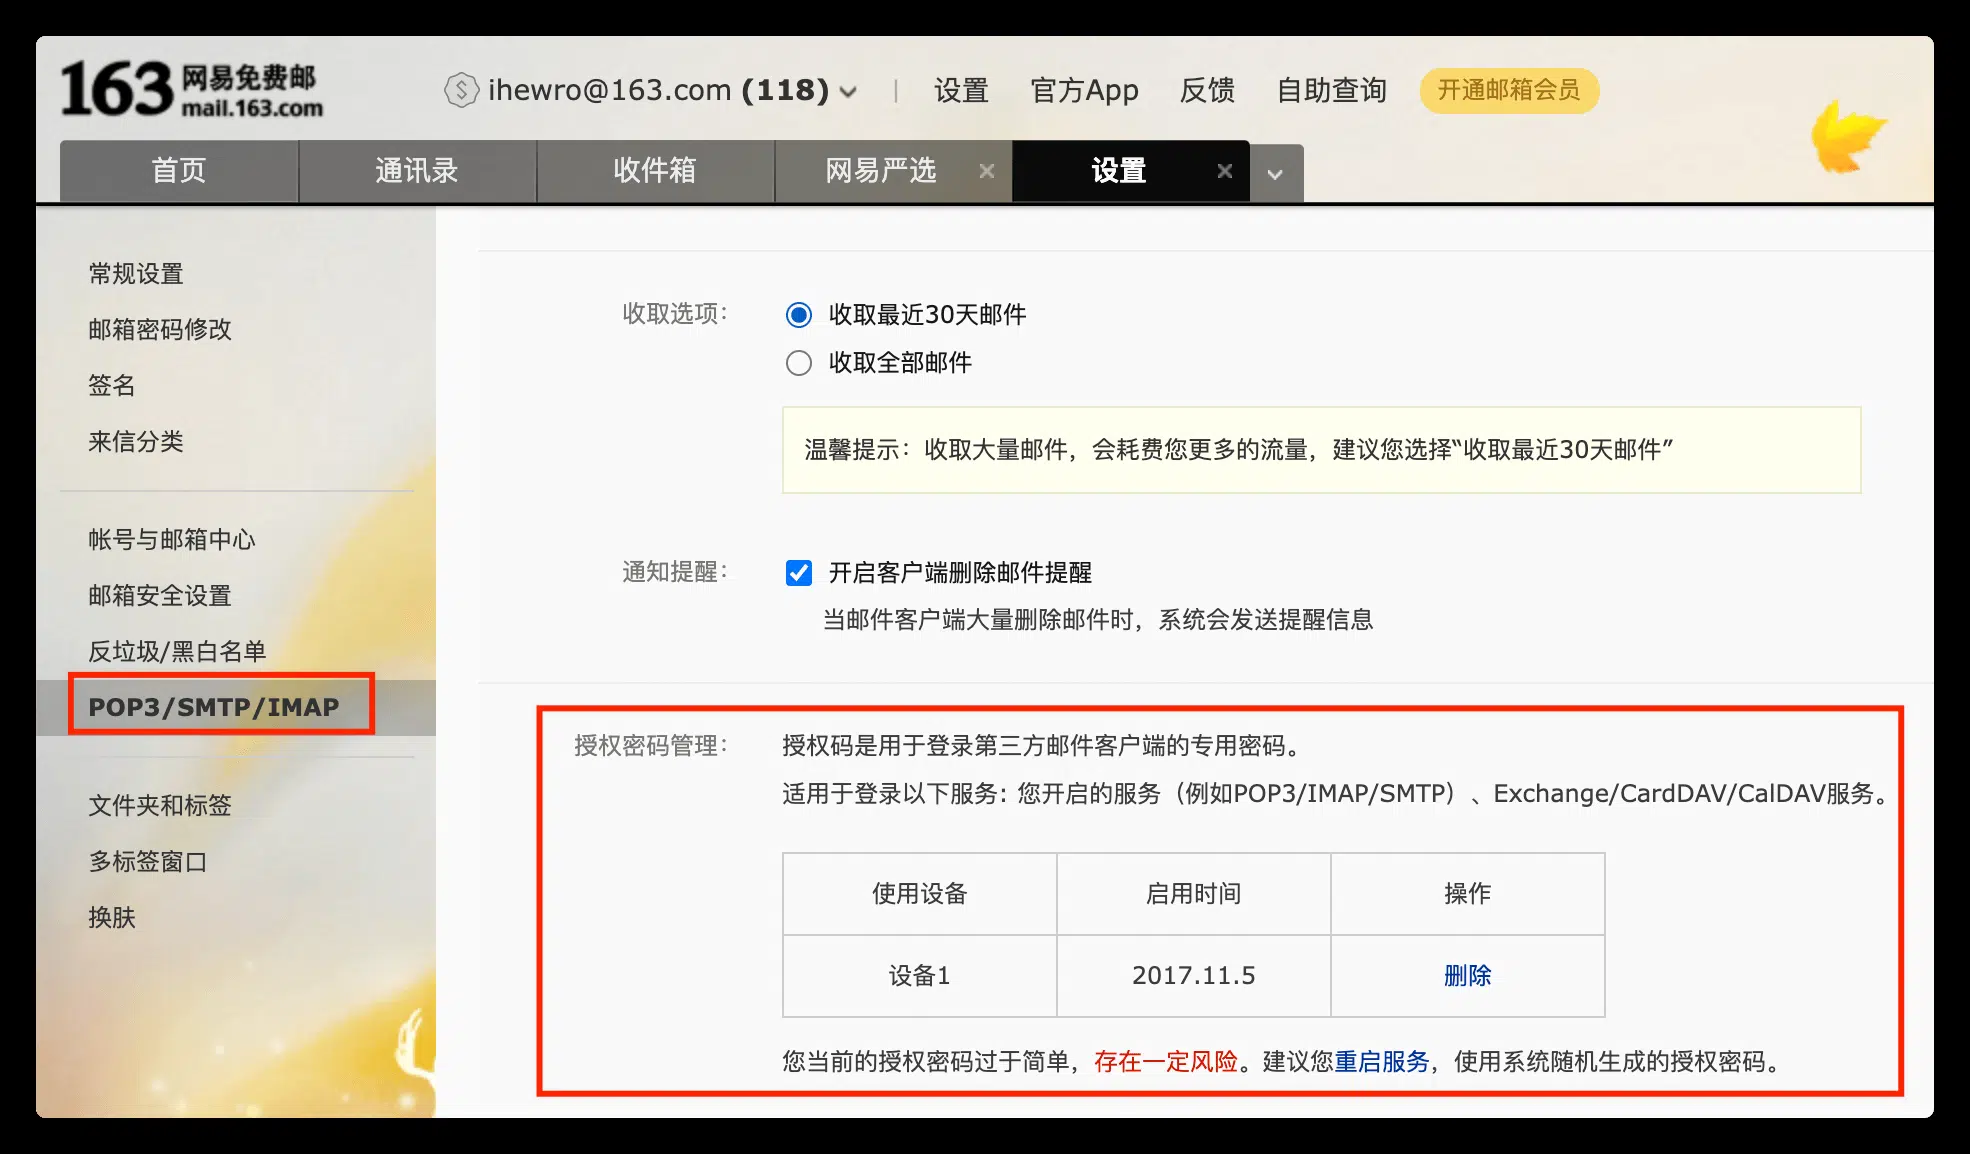 163 网易免费邮
mail.163.com
ihewro@163.com (118) | 设置 官方App 反馈 自助查询 开通邮箱会员
首页 通讯录 收件箱 网易严选 × 设置 ×
常规设置
邮箱密码修改
签名
来信分类
帐号与邮箱中心
邮箱安全设置
反垃圾/黑白名单
POP3/SMTP/IMAP
文件夹和标签
多标签窗口
换肤
收取选项： 收取最近30天邮件
收取全部邮件
温馨提示：收取大量邮件，会耗费您更多的流量，建议您选择“收取最近30天邮件”
通知提醒： 开启客户端删除邮件提醒
当邮件客户端大量删除邮件时，系统会发送提醒信息
授权密码管理： 授权码是用于登录第三方邮件客户端的专用密码。
适用于登录以下服务: 您开启的服务（例如POP3/IMAP/SMTP）、Exchange/CardDAV/CalDAV服务。
使用设备 启用时间 操作
设备1 2017.11.5 删除
您当前的授权密码过于简单，存在一定风险。建议您重启服务，使用系统随机生成的授权密码。